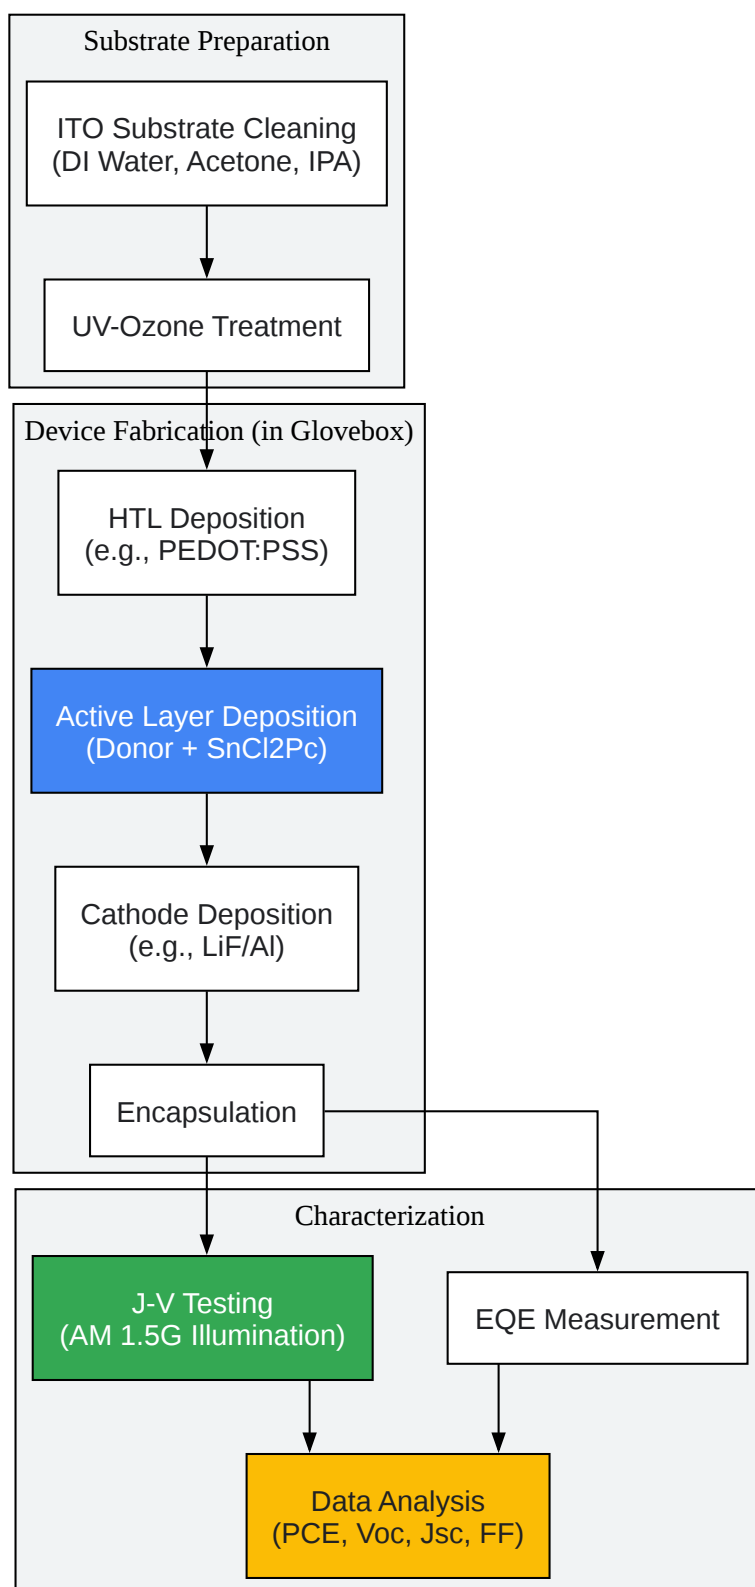 Substrate Preparation
ITO Substrate Cleaning
(DI Water, Acetone, IPA)
UV-Ozone Treatment
Device Fabrication (in Glovebox)
HTL Deposition
(e.g., PEDOT:PSS)
Active Layer Deposition
(Donor + SnCl2Pc)
Cathode Deposition
(e.g., LiF/Al)
Encapsulation
Characterization
J-V Testing
(AM 1.5G Illumination)
EQE Measurement
Data Analysis
(PCE, Voc, Jsc, FF)